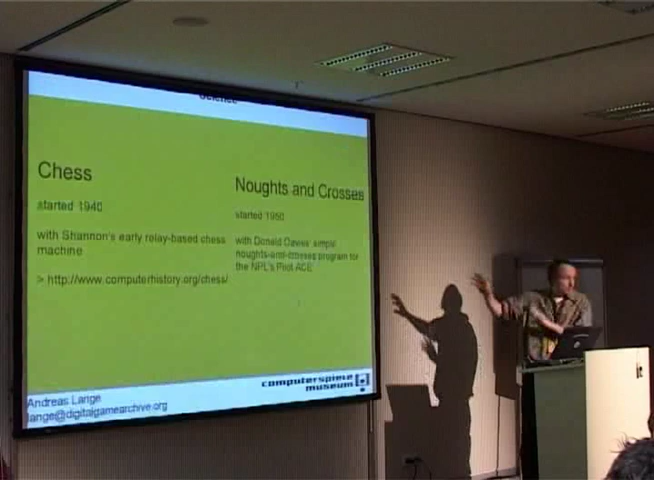 Science
Chess
started 1940
with Shannon's early relay-based chess
machine
> http://www.computerhistory.org/chess/
Noughts and Crosses
started 1950
with Donald Davies' simple
noughts-and-crosses program for
the NPL's Pilot ACE
computerspiele
museum
Andreas Lange
lange@digitalgamearchive.org